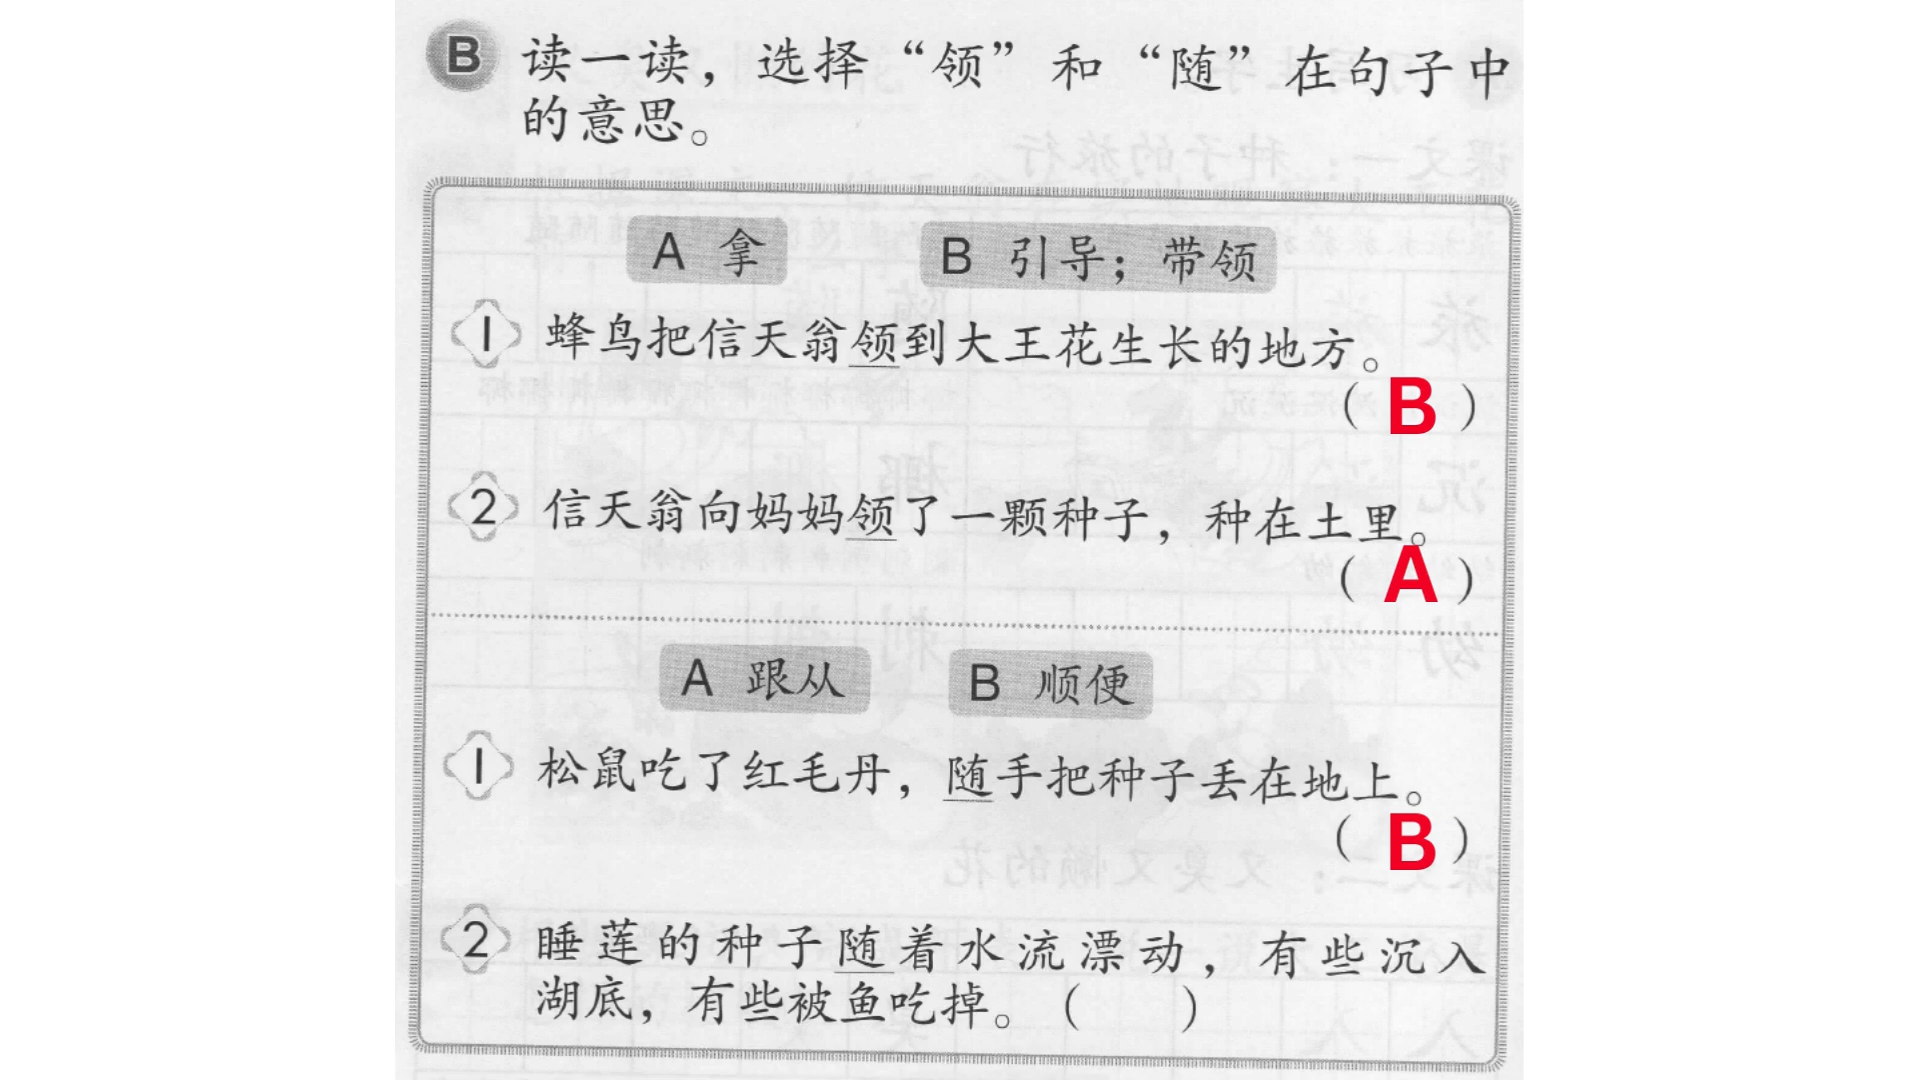 B 读一读，选择“领”和“随”在句子中
的意思。
A 拿 B 引导；带领
1 蜂鸟把信天翁领到大王花生长的地方。
( B )
2 信天翁向妈妈领了一颗种子，种在土里。
( A )
A 跟从 B 顺便
1 松鼠吃了红毛丹，随手把种子丢在地上。
( B )
2 睡莲的种子随着水流漂动，有些沉入
湖底，有些被鱼吃掉。( )